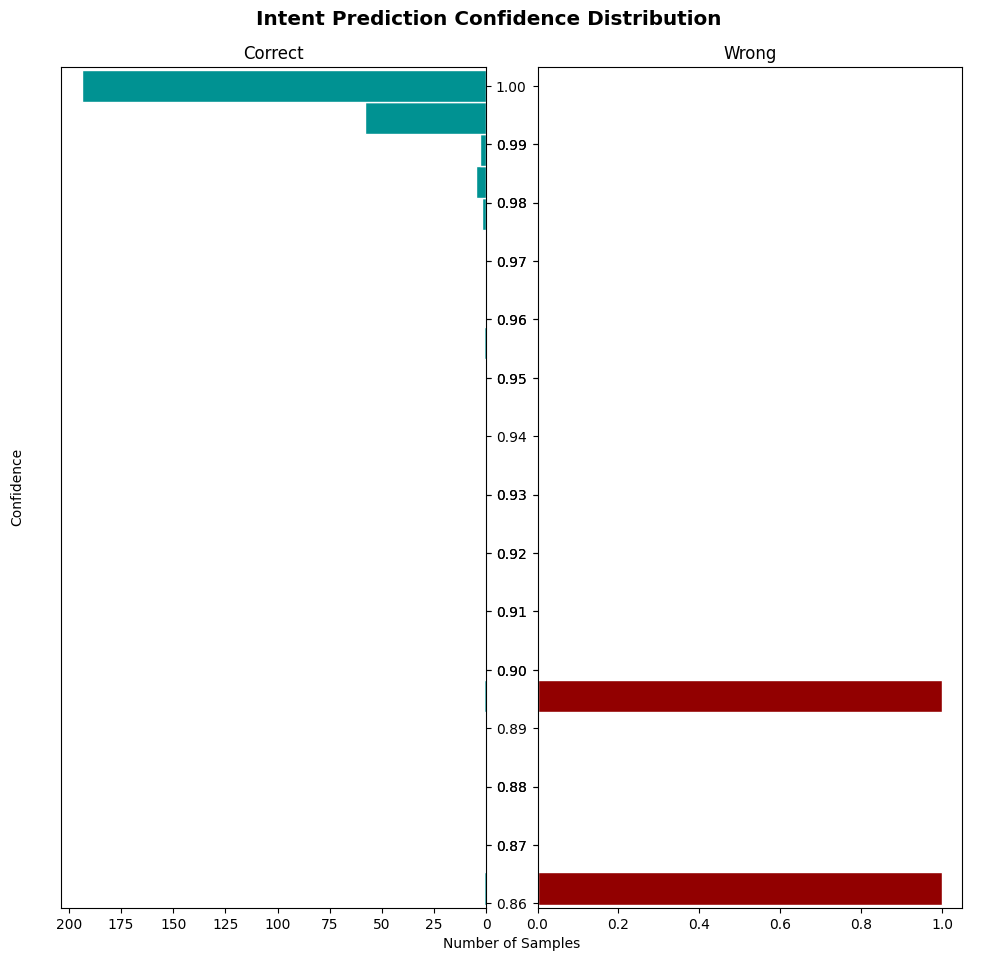 Intent Prediction Confidence Distribution
Correct
Wrong
1.00
0.99
0.98
0.97
0.96
0.95
0.94
0.93
0.92
0.91
0.90
0.89
0.88
0.87
0.86
Confidence
200 175 150 125 100 75 50 25 0
0.0 0.2 0.4 0.6 0.8 1.0
Number of Samples